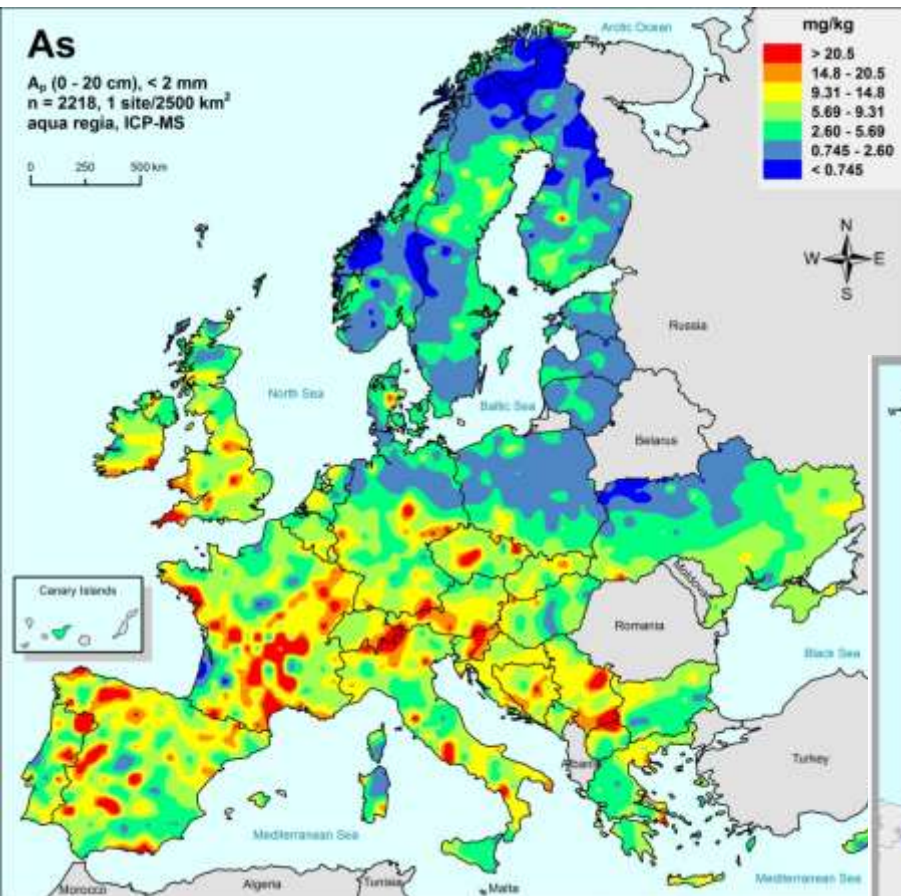 As
Ap (0 - 20 cm), < 2 mm
n = 2218, 1 site/2500 km²
aqua regia, ICP-MS
0 250 500 km
mg/kg
> 20.5
14.8 - 20.5
9.31 - 14.8
5.69 - 9.31
2.60 - 5.69
0.745 - 2.60
< 0.745
Arctic Ocean
N
W E
S
Russia
North Sea
Baltic Sea
Belarus
Canary Islands
Moldova
Romania
Black Sea
Albania
Turkey
Mediterranean Sea
Mediterranean Sea
Morocco
Algeria
Tunisia
Malta